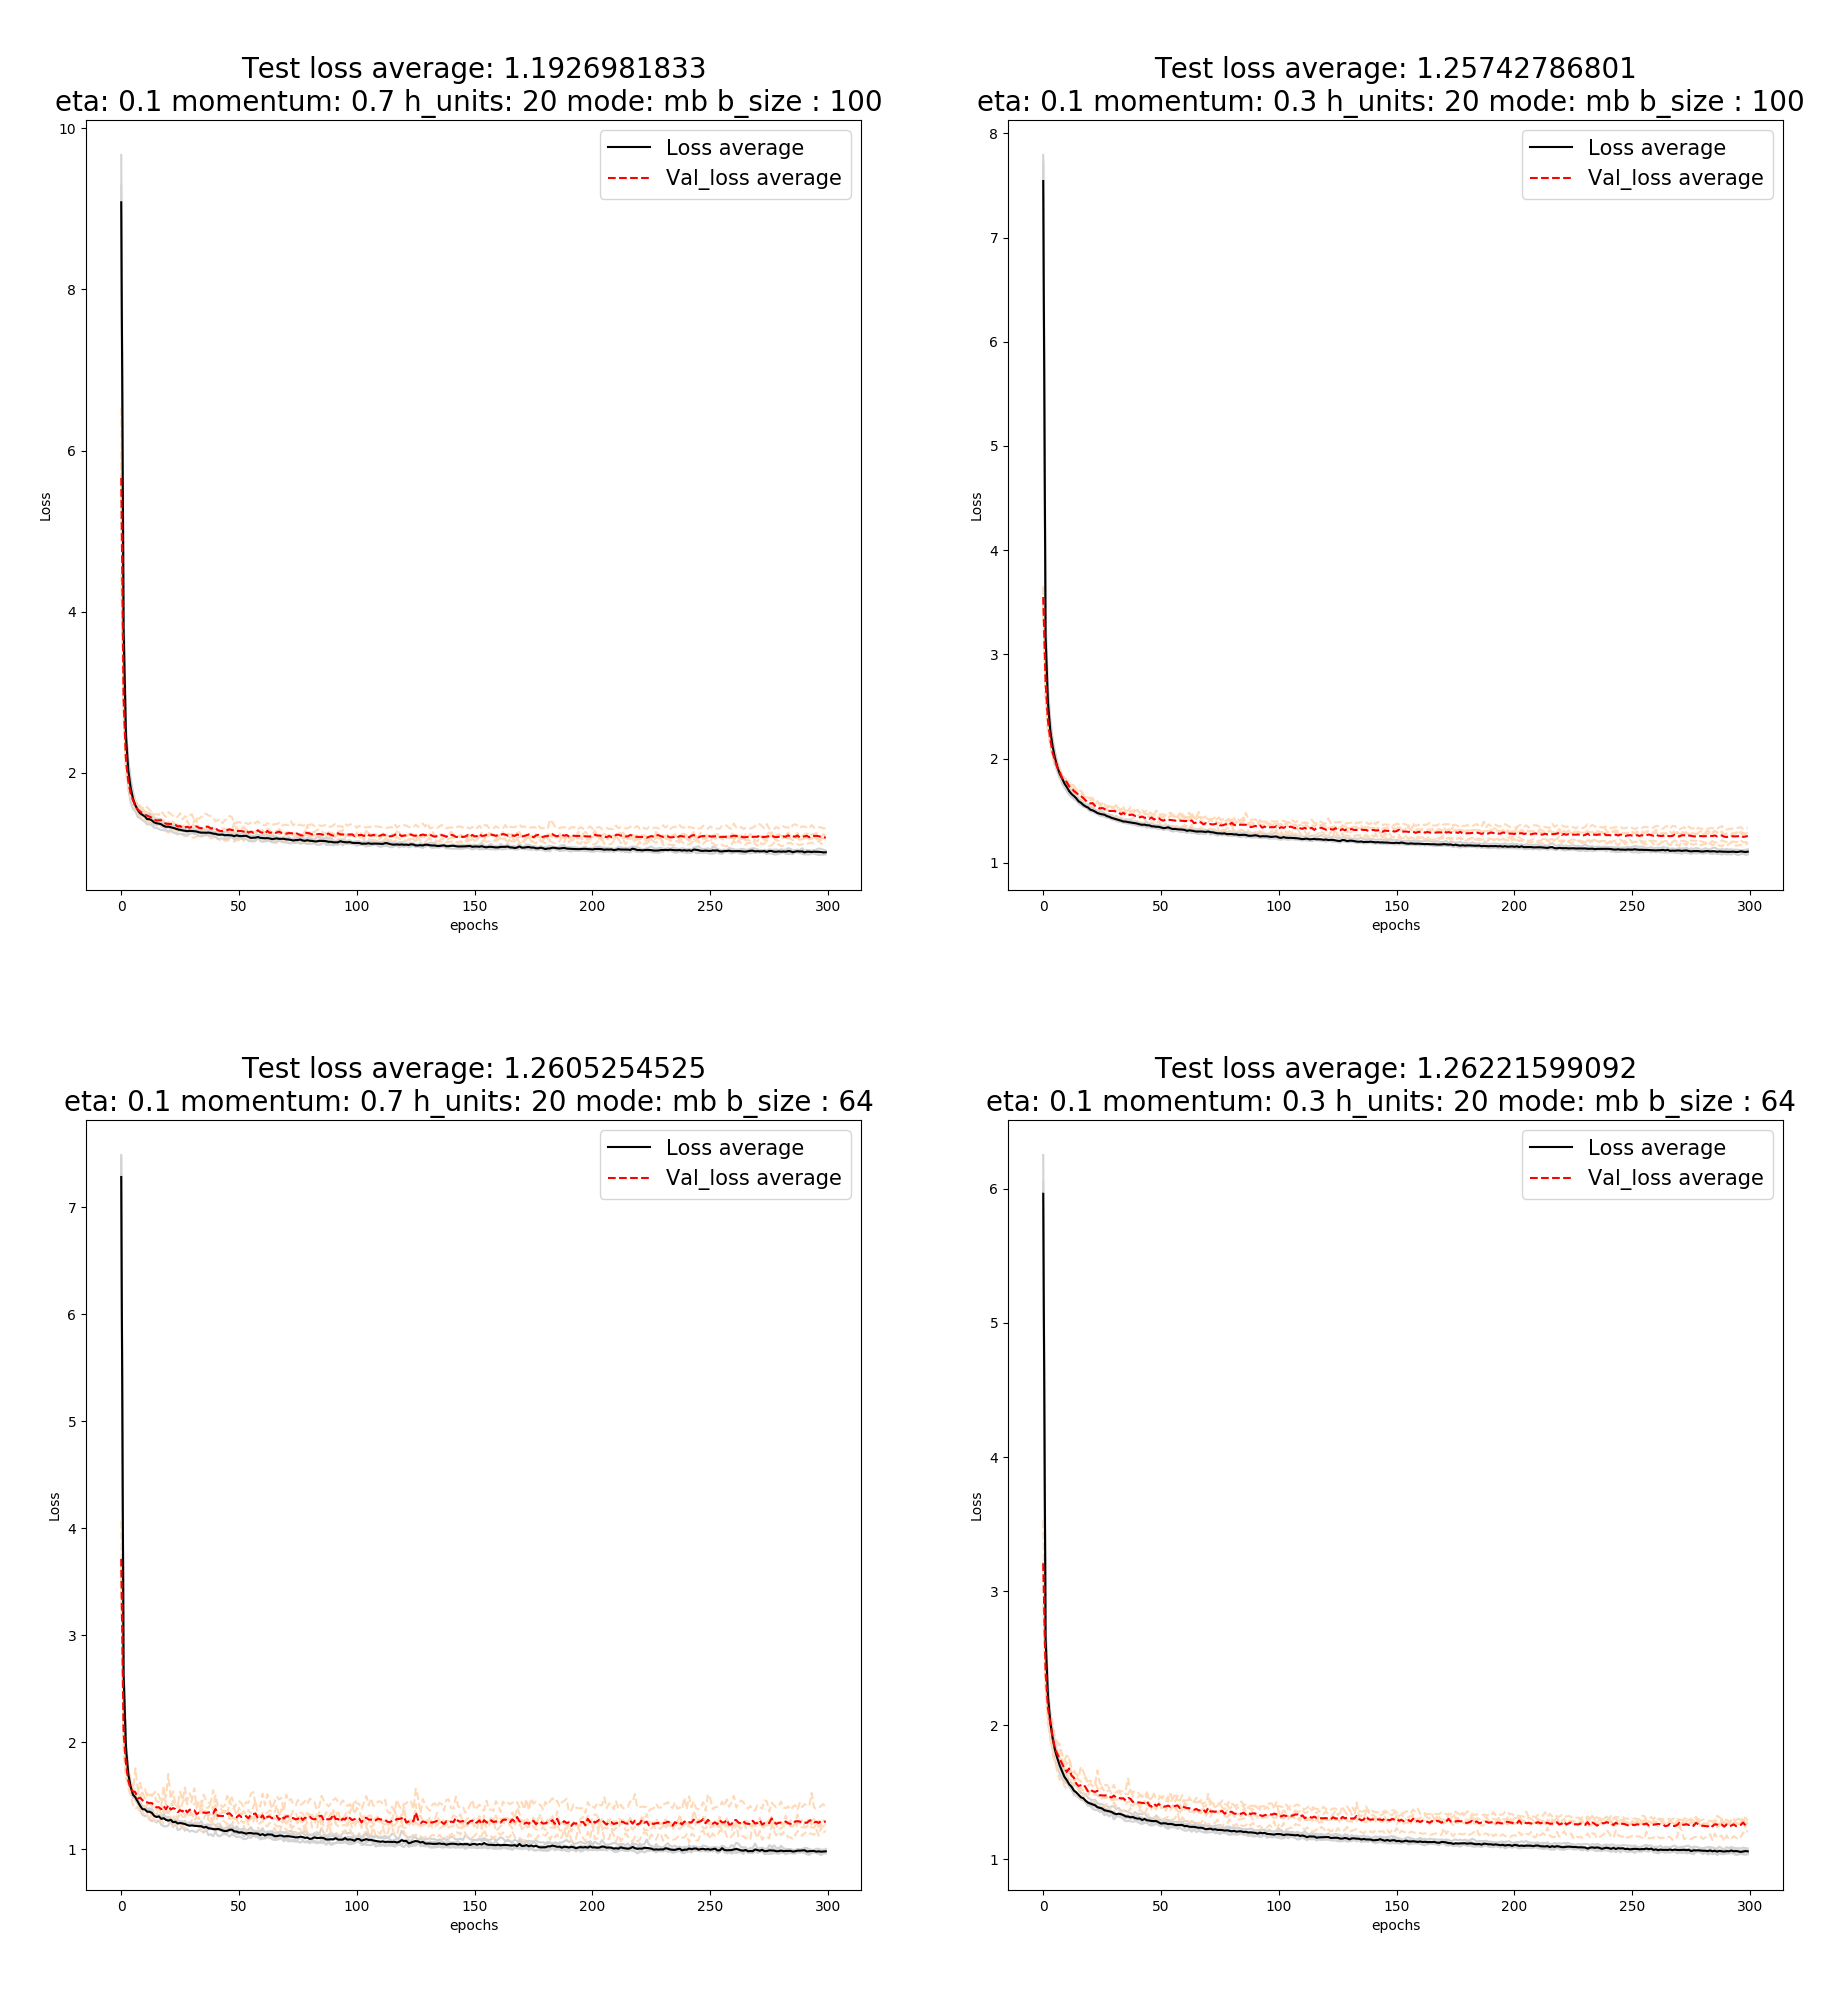 Test loss average: 1.1926981833
eta: 0.1 momentum: 0.7 h_units: 20 mode: mb b_size : 100
Loss average
Val_loss average
10
8
6
4
2
Loss
0 50 100 150 200 250 300
epochs
Test loss average: 1.25742786801
eta: 0.1 momentum: 0.3 h_units: 20 mode: mb b_size : 100
Loss average
Val_loss average
8
7
6
5
4
3
2
1
Loss
0 50 100 150 200 250 300
epochs
Test loss average: 1.2605254525
eta: 0.1 momentum: 0.7 h_units: 20 mode: mb b_size : 64
Loss average
Val_loss average
7
6
5
4
3
2
1
Loss
0 50 100 150 200 250 300
epochs
Test loss average: 1.26221599092
eta: 0.1 momentum: 0.3 h_units: 20 mode: mb b_size : 64
Loss average
Val_loss average
6
5
4
3
2
1
Loss
0 50 100 150 200 250 300
epochs